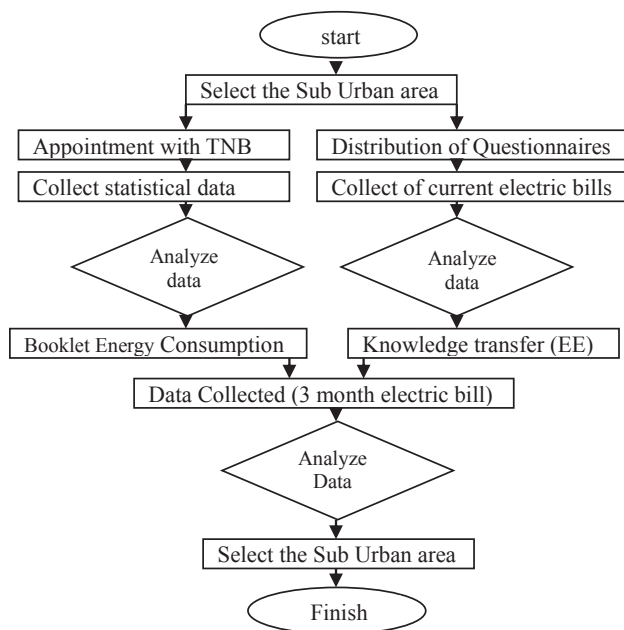 start
Select the Sub Urban area
Appointment with TNB
Distribution of Questionnaires
Collect statistical data
Collect of current electric bills
Analyze
data
Analyze
data
Booklet Energy Consumption
Knowledge transfer (EE)
Data Collected (3 month electric bill)
Analyze
Data
Select the Sub Urban area
Finish